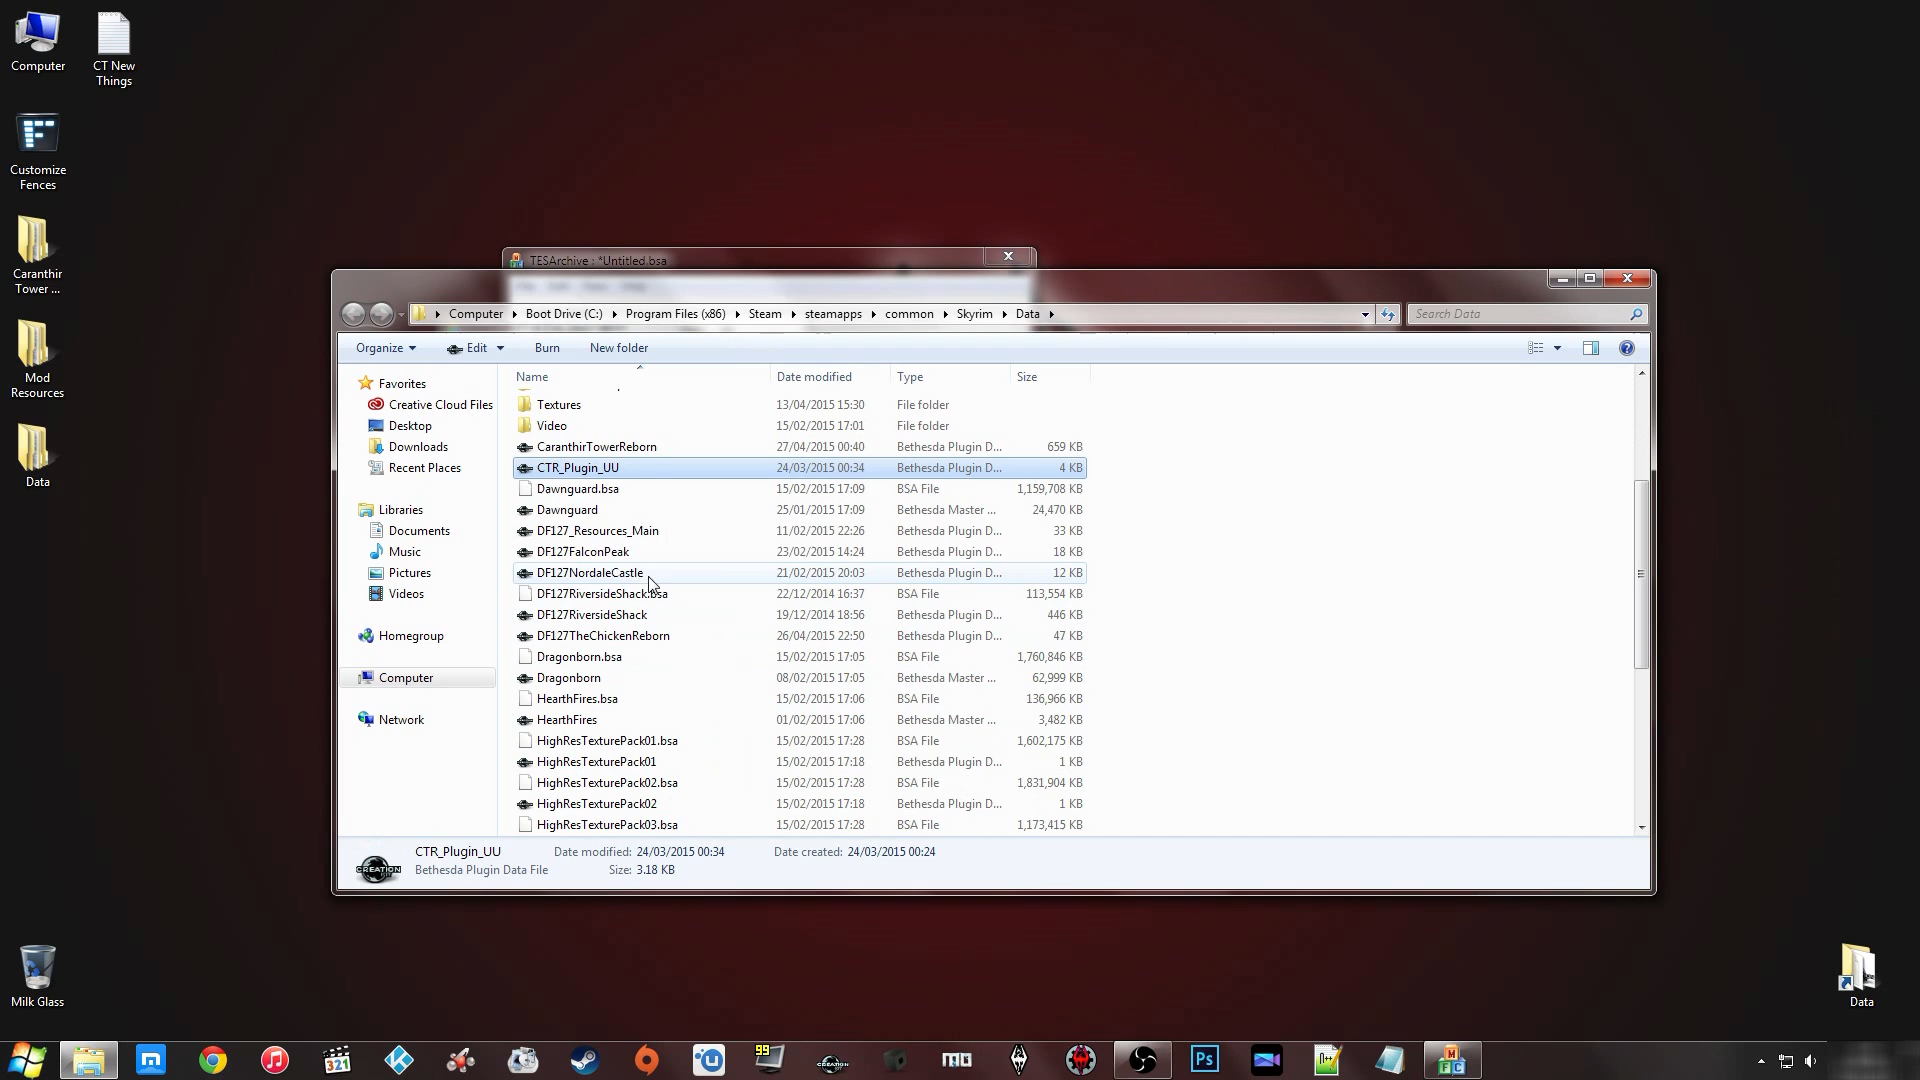 Computer
CT New
Things
Customize
Fences
Caranthir
Tower ...
Mod
Resources
Data
Milk Glass
Data
TESArchive : *Untitled.bsa
Computer Boot Drive (C:) Program Files (x86) Steam steamapps common Skyrim Data
Search Data
Organize Edit Burn New folder
Favorites
Creative Cloud Files
Desktop
Downloads
Recent Places
Libraries
Documents
Music
Pictures
Videos
Homegroup
Computer
Network
Name Date modified Type Size
Textures 13/04/2015 15:30 File folder
Video 15/02/2015 17:01 File folder
CaranthirTowerReborn 27/04/2015 00:40 Bethesda Plugin D... 659 KB
CTR_Plugin_UU 24/03/2015 00:34 Bethesda Plugin D... 4 KB
Dawnguard.bsa 15/02/2015 17:09 BSA File 1,159,708 KB
Dawnguard 25/01/2015 17:09 Bethesda Master ... 24,470 KB
DF127_Resources_Main 11/02/2015 22:26 Bethesda Plugin D... 33 KB
DF127FalconPeak 23/02/2015 14:24 Bethesda Plugin D... 18 KB
DF127NordaleCastle 21/02/2015 20:03 Bethesda Plugin D... 12 KB
DF127RiversideShack.bsa 22/12/2014 16:37 BSA File 113,554 KB
DF127RiversideShack 19/12/2014 18:56 Bethesda Plugin D... 446 KB
DF127TheChickenReborn 26/04/2015 22:50 Bethesda Plugin D... 47 KB
Dragonborn.bsa 15/02/2015 17:05 BSA File 1,760,846 KB
Dragonborn 08/02/2015 17:05 Bethesda Master ... 62,999 KB
HearthFires.bsa 15/02/2015 17:06 BSA File 136,966 KB
HearthFires 01/02/2015 17:06 Bethesda Master ... 3,482 KB
HighResTexturePack01.bsa 15/02/2015 17:28 BSA File 1,602,175 KB
HighResTexturePack01 15/02/2015 17:18 Bethesda Plugin D... 1 KB
HighResTexturePack02.bsa 15/02/2015 17:28 BSA File 1,831,904 KB
HighResTexturePack02 15/02/2015 17:18 Bethesda Plugin D... 1 KB
HighResTexturePack03.bsa 15/02/2015 17:28 BSA File 1,173,415 KB
CREATION
CTR_Plugin_UU Date modified: 24/03/2015 00:34 Date created: 24/03/2015 00:24
Bethesda Plugin Data File Size: 3.18 KB
321
99
Ps